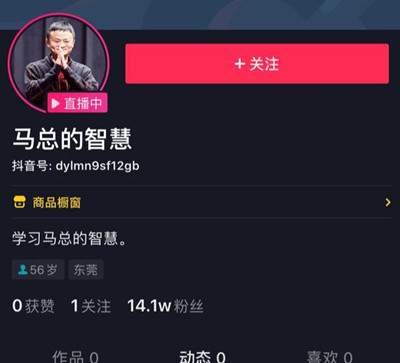 + 关注
直播中
马总的智慧
抖音号: dylmn9sf12gb
商品橱窗
学习马总的智慧。
56岁 东莞
0 获赞 1 关注 14.1w 粉丝
作品 0 动态 0 喜欢 0